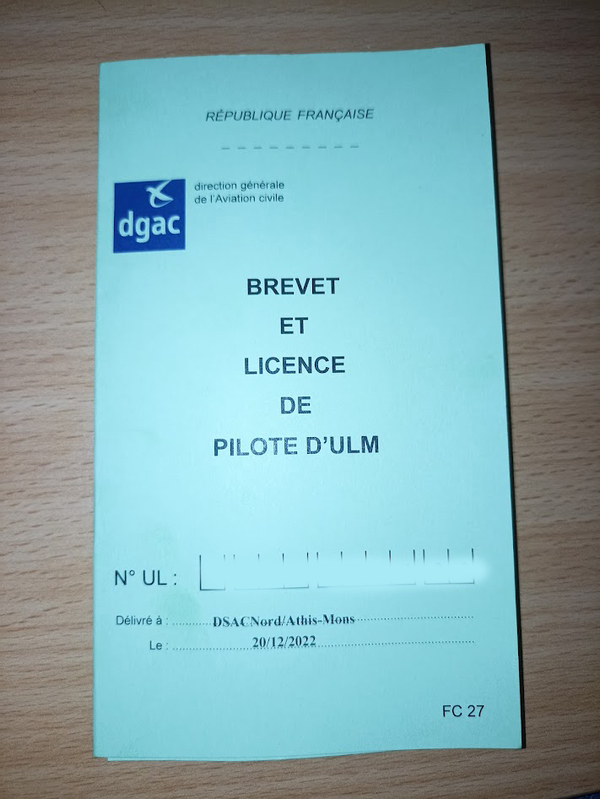 RÉPUBLIQUE FRANÇAISE
dgac
direction générale
de l'Aviation civile
BREVET
ET
LICENCE
DE
PILOTE D'ULM
N° UL :
Délivré à : DSACNord/Athis-Mons
Le : 20/12/2022
FC 27